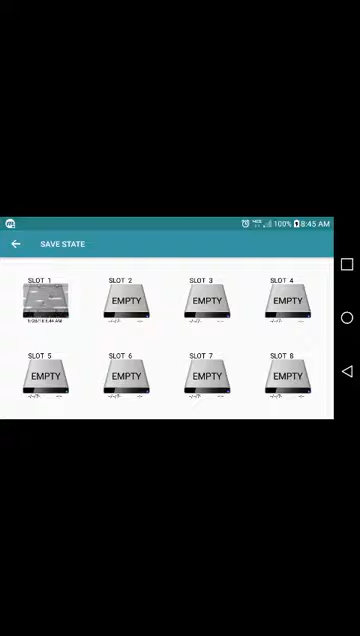 100% 8:45 AM
SAVE STATE
SLOT 1 SLOT 2 SLOT 3 SLOT 4
EMPTY EMPTY EMPTY
SLOT 5 SLOT 6 SLOT 7 SLOT 8
EMPTY EMPTY EMPTY EMPTY